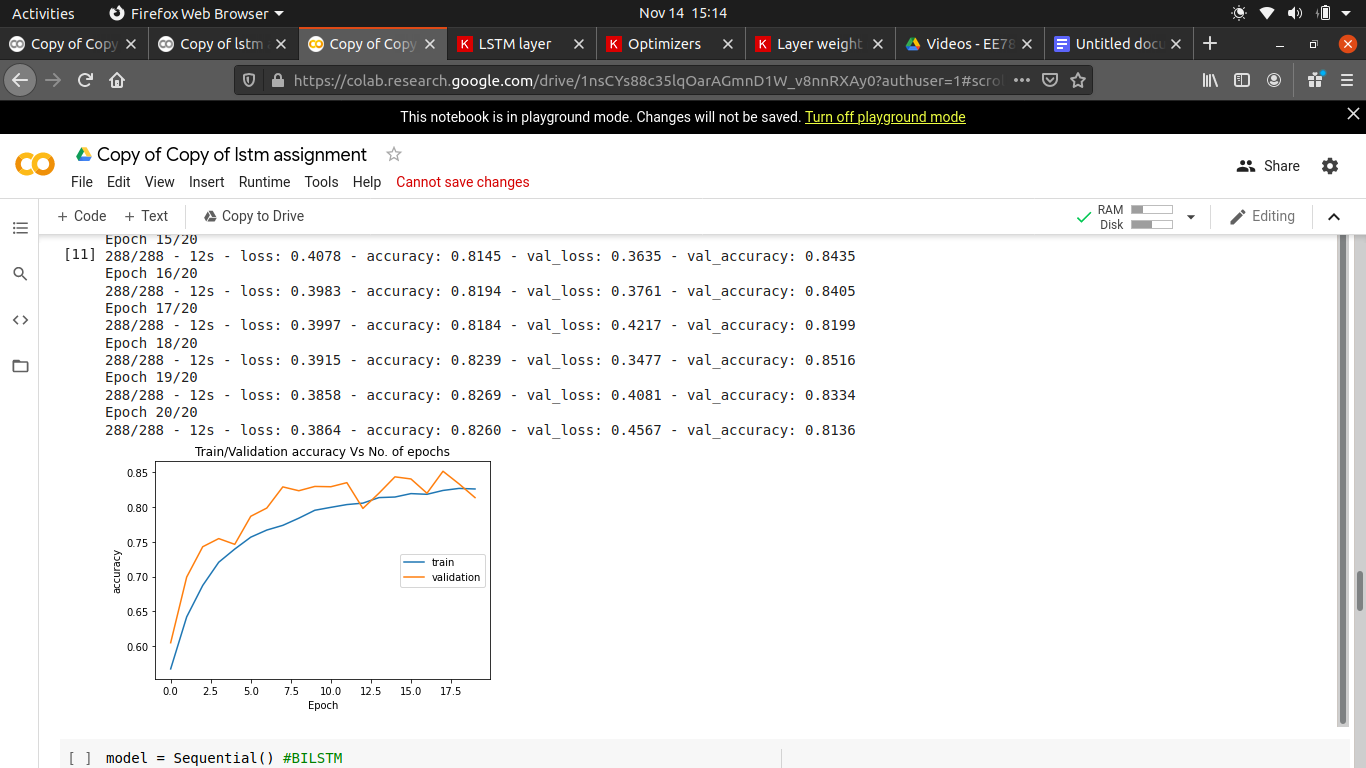 Activities Firefox Web Browser Nov 14 15:14
Copy of Copy Copy of lstm Copy of Copy K LSTM layer K Optimizers K Layer weight Videos - EE78 Untitled docu
https://colab.research.google.com/drive/1nsCYs88c35lqOarAGmnD1W_v8nnRXAy0?authuser=1#scrol
This notebook is in playground mode. Changes will not be saved. Turn off playground mode
Copy of Copy of lstm assignment
Share
File Edit View Insert Runtime Tools Help Cannot save changes
+ Code + Text Copy to Drive
RAM
Disk
Editing
Epoch 15/20
[11] 288/288 - 12s - loss: 0.4078 - accuracy: 0.8145 - val_loss: 0.3635 - val_accuracy: 0.8435
Epoch 16/20
288/288 - 12s - loss: 0.3983 - accuracy: 0.8194 - val_loss: 0.3761 - val_accuracy: 0.8405
Epoch 17/20
288/288 - 12s - loss: 0.3997 - accuracy: 0.8184 - val_loss: 0.4217 - val_accuracy: 0.8199
Epoch 18/20
288/288 - 12s - loss: 0.3915 - accuracy: 0.8239 - val_loss: 0.3477 - val_accuracy: 0.8516
Epoch 19/20
288/288 - 12s - loss: 0.3858 - accuracy: 0.8269 - val_loss: 0.4081 - val_accuracy: 0.8334
Epoch 20/20
288/288 - 12s - loss: 0.3864 - accuracy: 0.8260 - val_loss: 0.4567 - val_accuracy: 0.8136
Train/Validation accuracy Vs No. of epochs
0.85
0.80
0.75
0.70
0.65
0.60
accuracy
train
validation
0.0 2.5 5.0 7.5 10.0 12.5 15.0 17.5
Epoch
[ ] model = Sequential() #BILSTM